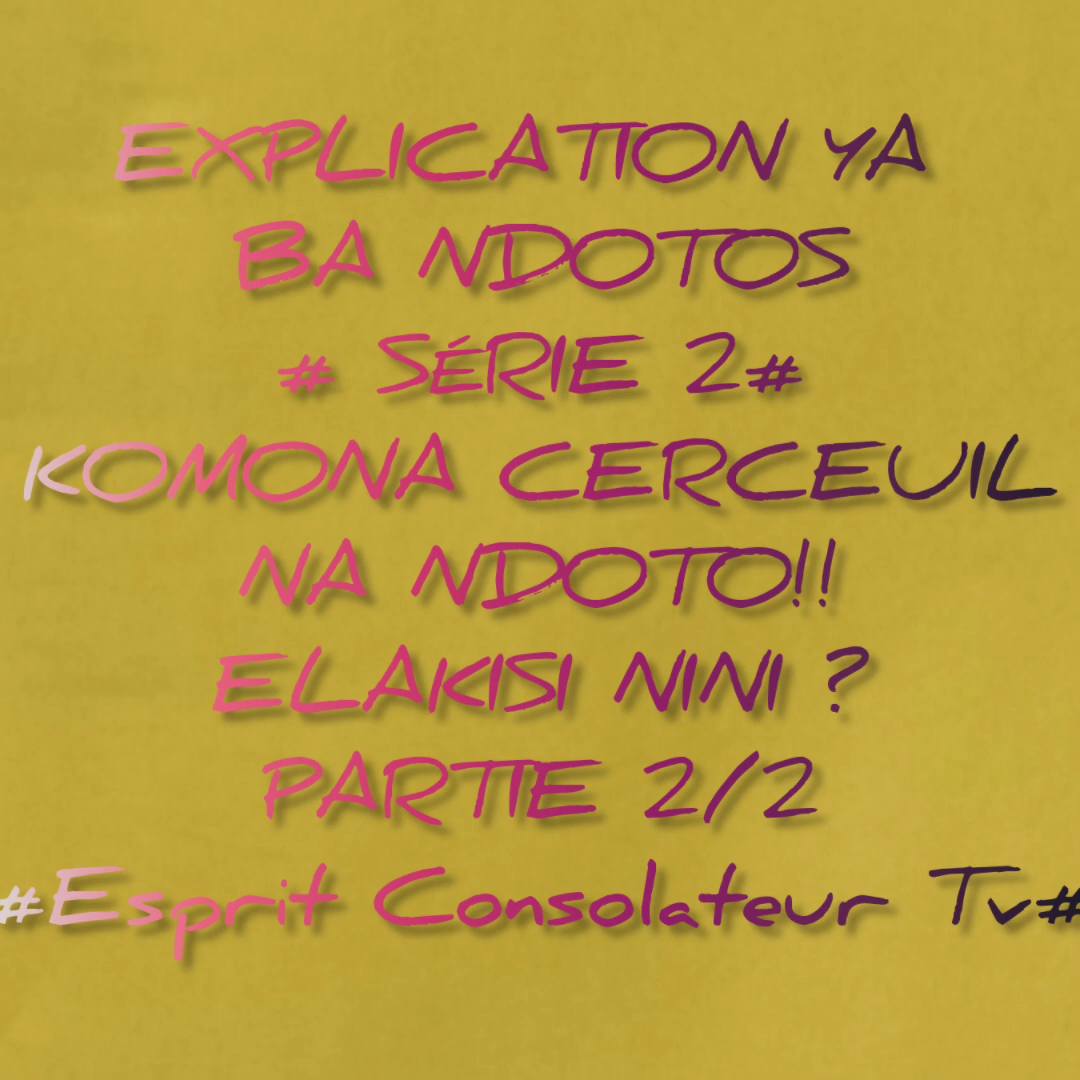 EXPLICATION YA
BA NDOTOS
# SÉRIE 2#
KOMONA CERCEUIL
NA NDOTO!!
ELAKISI NINI ?
PARTIE 2/2
#Esprit Consolateur Tv#